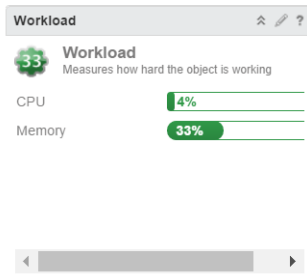 Workload
?
33
Workload
Measures how hard the object is working
CPU
4%
Memory
33%